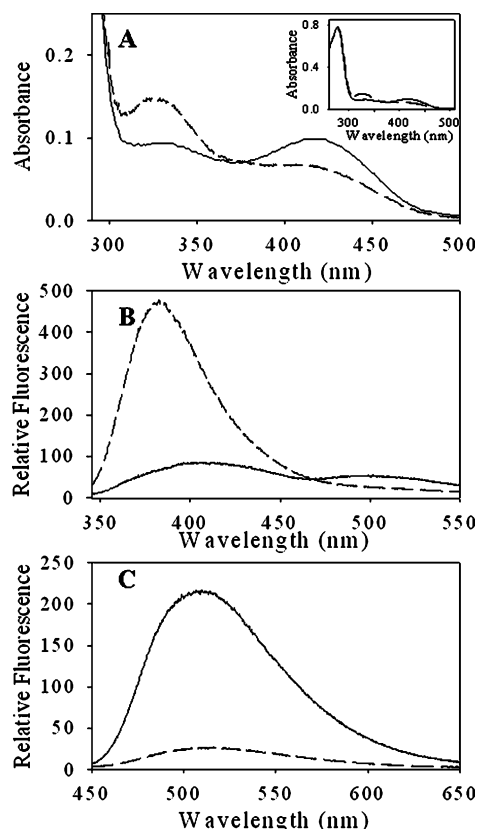 A
0.2
0.1
0.0
Absorbance
300 350 400 450 500
Wavelength (nm)
0.8
0.4
0.0
Absorbance
300 400 500
Wavelength (nm)
B
500
400
300
200
100
0
Relative Fluorescence
350 400 450 500 550
Wavelength (nm)
C
250
200
150
100
50
0
Relative Fluorescence
450 500 550 600 650
Wavelength (nm)